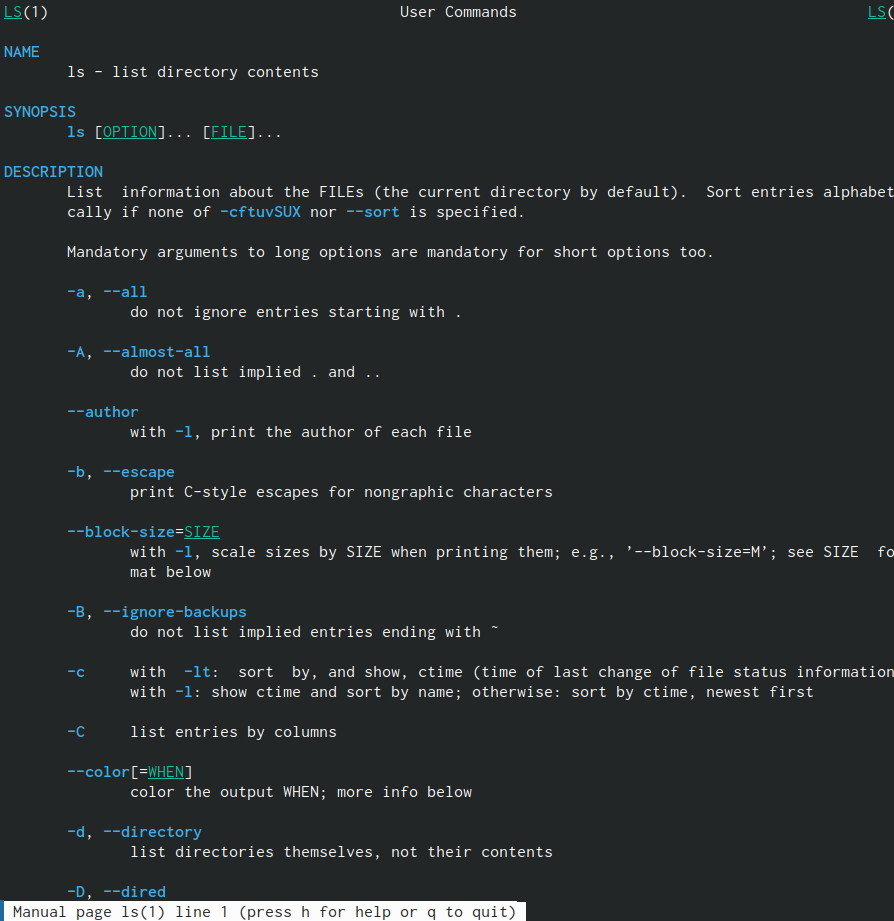 LS(1) User Commands LS(
NAME
ls - list directory contents
SYNOPSIS
ls [OPTION]... [FILE]...
DESCRIPTION
List information about the FILEs (the current directory by default). Sort entries alphabet
cally if none of -cftuvSUX nor --sort is specified.
Mandatory arguments to long options are mandatory for short options too.
-a, --all
do not ignore entries starting with .
-A, --almost-all
do not list implied . and ..
--author
with -l, print the author of each file
-b, --escape
print C-style escapes for nongraphic characters
--block-size=SIZE
with -l, scale sizes by SIZE when printing them; e.g., '--block-size=M'; see SIZE fo
mat below
-B, --ignore-backups
do not list implied entries ending with ~
-c with -lt: sort by, and show, ctime (time of last change of file status information
with -l: show ctime and sort by name; otherwise: sort by ctime, newest first
-C list entries by columns
--color[=WHEN]
color the output WHEN; more info below
-d, --directory
list directories themselves, not their contents
-D, --dired
Manual page ls(1) line 1 (press h for help or q to quit)